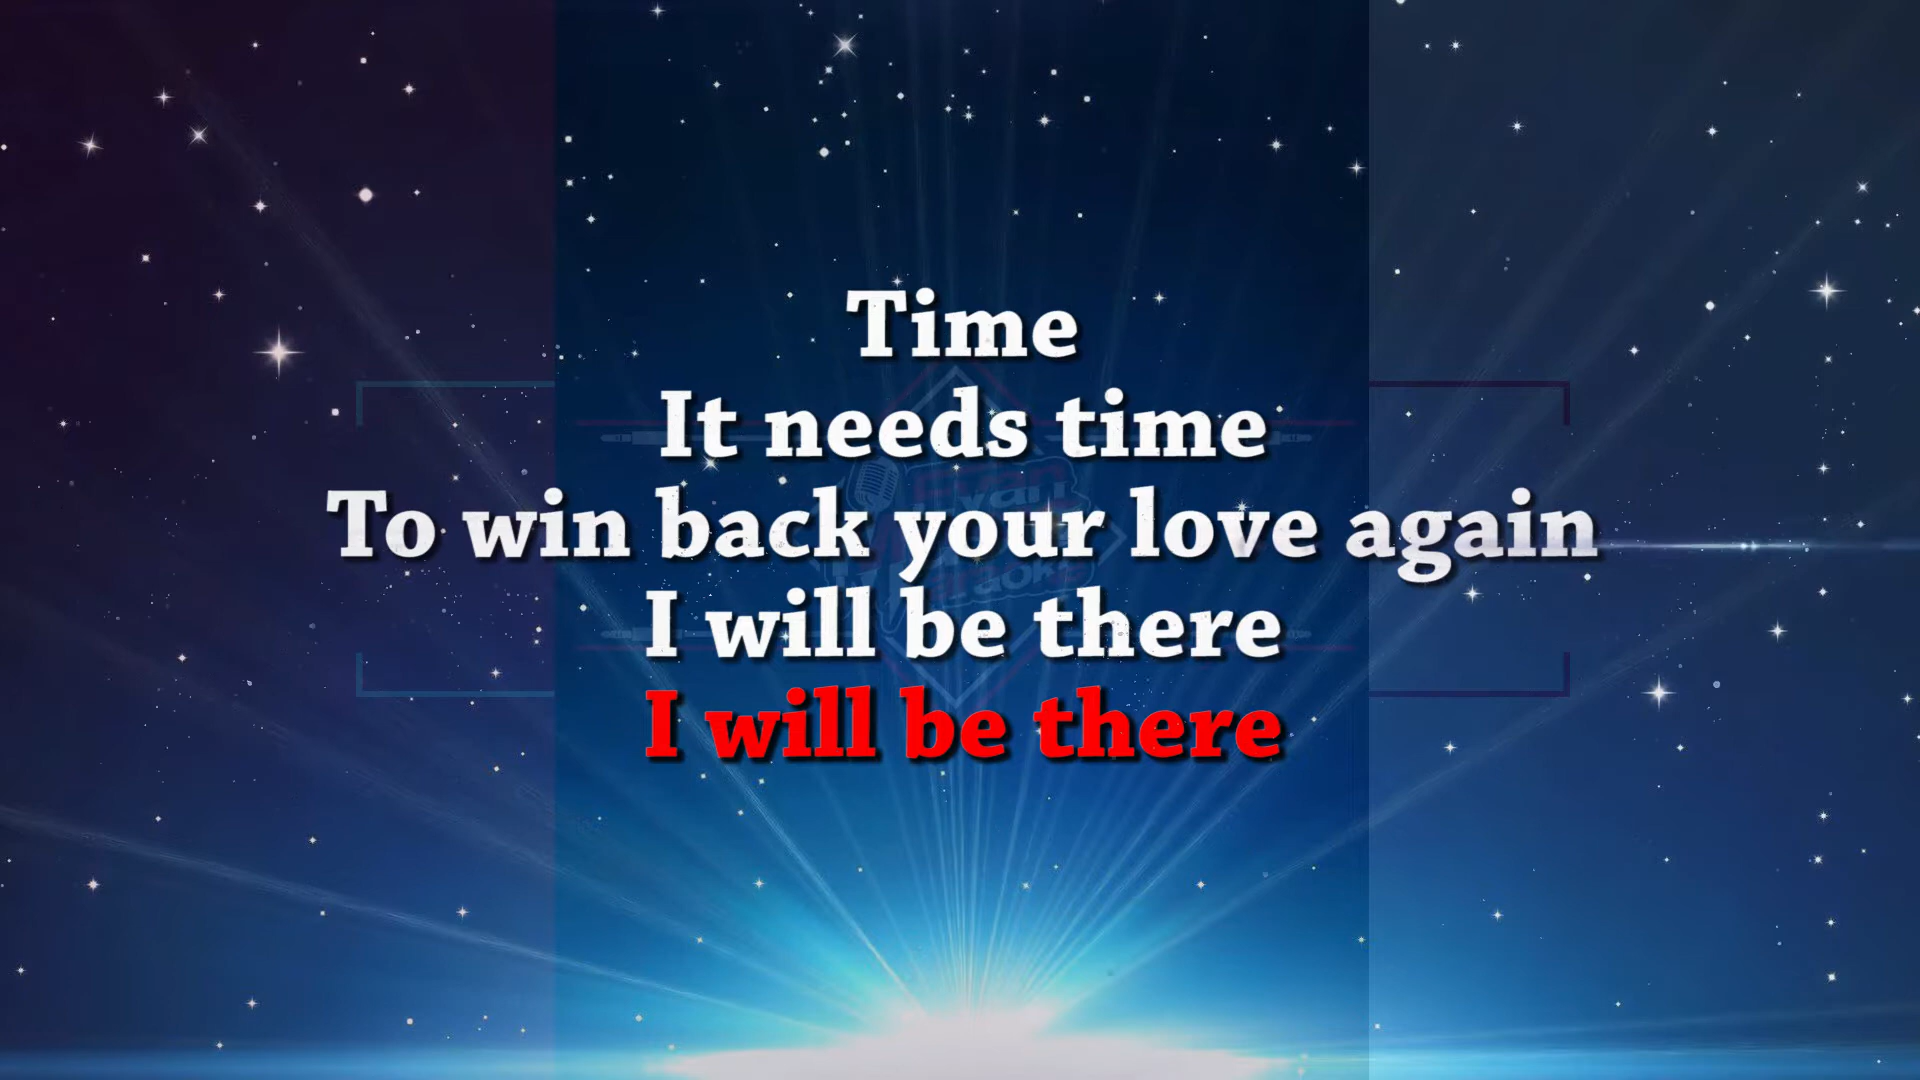 Time
It needs time
To win back your love again
I will be there
I will be there